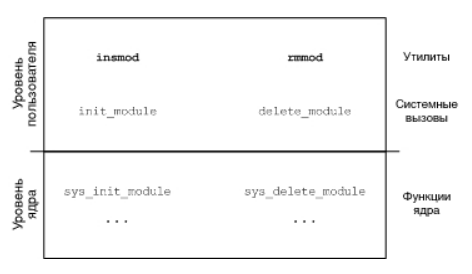 Уровень
пользователя
insmod
rmmod
Утилиты
init_module
delete_module
Системные
вызовы
Уровень
ядра
sys_init_module
sys_delete_module
Функции
ядра
...
...